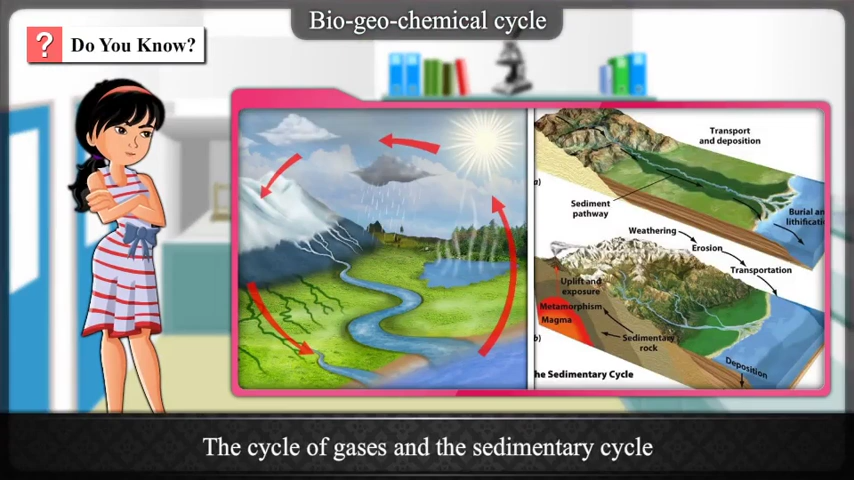 Bio-geo-chemical cycle
? Do You Know?
a)
Transport
and deposition
Sediment
pathway
Burial an
lithificatio
Weathering
Erosion
Transportation
Uplift and
exposure
Metamorphism
Magma
Sedimentary
rock
Deposition
b)
he Sedimentary Cycle
The cycle of gases and the sedimentary cycle